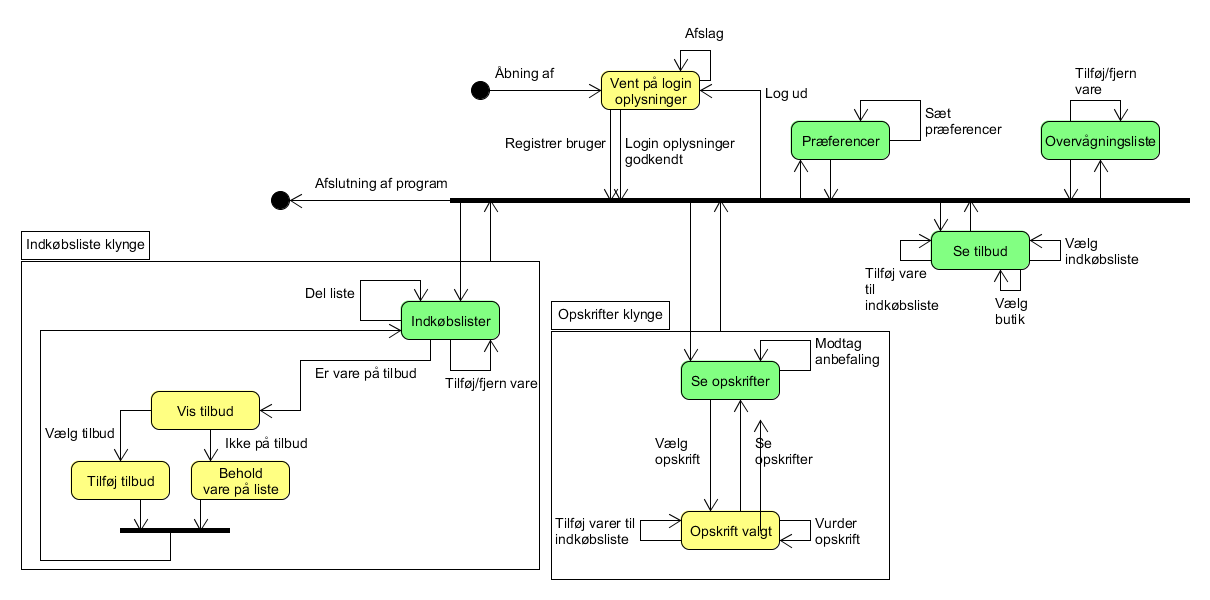 Afslag
Åbning af
Vent på login
oplysninger
Log ud
Tilføj/fjern
vare
Sæt
præferencer
Præferencer
Overvågningsliste
Registrer bruger
Login oplysninger
godkendt
Afslutning af program
Indkøbsliste klynge
Se tilbud
Vælg
indkøbsliste
Tilføj vare
til
indkøbsliste
Vælg
butik
Del liste
Indkøbslister
Opskrifter klynge
Er vare på tilbud
Tilføj/fjern vare
Modtag
anbefaling
Se opskrifter
Vis tilbud
Vælg tilbud
Ikke på tilbud
Vælg
opskrift
Se
opskrifter
Tilføj tilbud
Behold
vare på liste
Tilføj varer til
indkøbsliste
Opskrift valgt
Vurder
opskrift